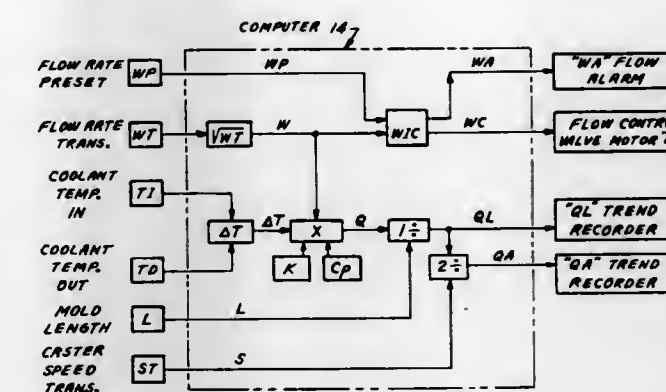 COMPUTER 14
FLOW RATE PRESET WP WP WA "WA" FLOW ALARM
FLOW RATE TRANS. WT √WT W WIC WC FLOW CONTR
VALVE MOTOR
COOLANT TEMP. IN TI
ΔT ΔT X Q 1÷ QL "QL" TREND RECORDER
COOLANT TEMP. OUT TO K Cp 2÷ QA "QA" TREND RECORDER
MOLD LENGTH L L
CASTER SPEED TRANS. ST S